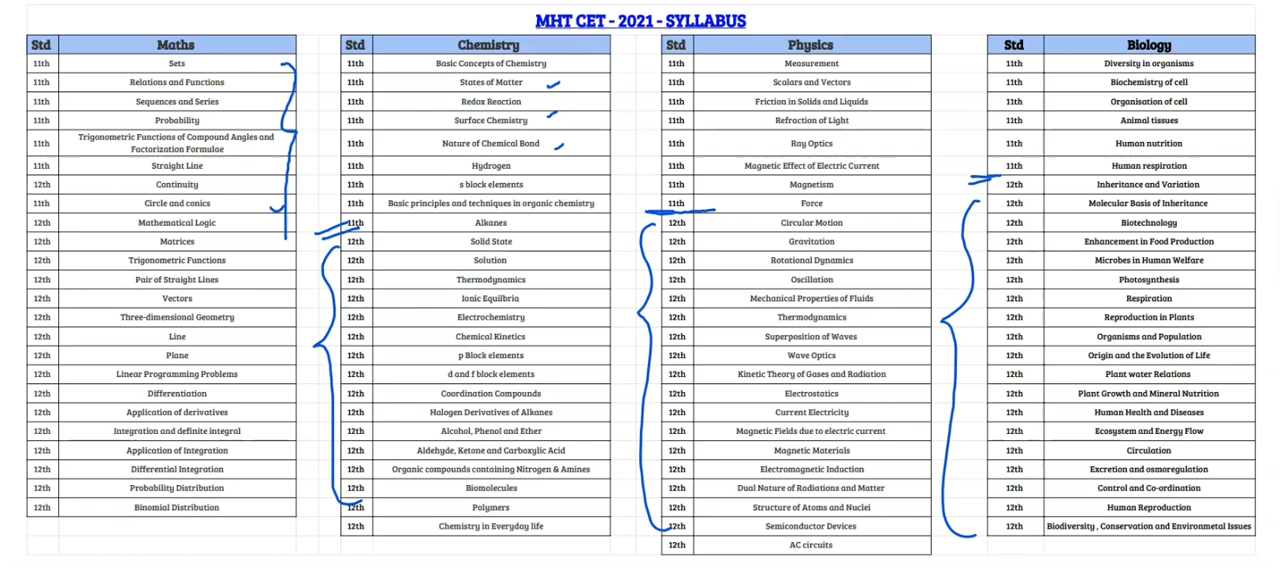 MHT CET - 2021 - SYLLABUS
Std Maths Std Chemistry Std Physics Std Biology
11th Sets 11th Basic Concepts of Chemistry 11th Measurement 11th Diversity in organisms
11th Relations and Functions 11th States of Matter 11th Scalars and Vectors 11th Biochemistry of cell
11th Sequences and Series 11th Redox Reaction 11th Friction in Solids and Liquids 11th Organisation of cell
11th Probability 11th Surface Chemistry 11th Refraction of Light 11th Animal tissues
11th Trigonometric Functions of Compound Angles and Factorization Formulae 11th Nature of Chemical Bond 11th Ray Optics 11th Human nutrition
11th Straight Line 11th Hydrogen 11th Magnetic Effect of Electric Current 11th Human respiration
12th Continuity 11th s block elements 11th Magnetism 12th Inheritance and Variation
11th Circle and conics 11th Basic principles and techniques in organic chemistry 11th Force 12th Molecular Basis of Inheritance
12th Mathematical Logic 11th Alkanes 12th Circular Motion 12th Biotechnology
12th Matrices 12th Solid State 12th Gravitation 12th Enhancement in Food Production
12th Trigonometric Functions 12th Solution 12th Rotational Dynamics 12th Microbes in Human Welfare
12th Pair of Straight Lines 12th Thermodynamics 12th Oscillation 12th Photosynthesis
12th Vectors 12th Ionic Equilbria 12th Mechanical Properties of Fluids 12th Respiration
12th Three-dimensional Geometry 12th Electrochemistry 12th Thermodynamics 12th Reproduction in Plants
12th Line 12th Chemical Kinetics 12th Superposition of Waves 12th Organisms and Population
12th Plane 12th p Block elements 12th Wave Optics 12th Origin and the Evolution of Life
12th Linear Programming Problems 12th d and f block elements 12th Kinetic Theory of Gases and Radiation 12th Plant water Relations
12th Differentiation 12th Coordination Compounds 12th Electrostatics 12th Plant Growth and Mineral Nutrition
12th Application of derivatives 12th Halogen Derivatives of Alkanes 12th Current Electricity 12th Human Health and Diseases
12th Integration and definite integral 12th Alcohol, Phenol and Ether 12th Magnetic Fields due to electric current 12th Ecosystem and Energy Flow
12th Application of Integration 12th Aldehyde, Ketone and Carboxylic Acid 12th Magnetic Materials 12th Circulation
12th Differential Integration 12th Organic compounds containing Nitrogen & Amines 12th Electromagnetic Induction 12th Excretion and osmoregulation
12th Probability Distribution 12th Biomolecules 12th Dual Nature of Radiations and Matter 12th Control and Co-ordination
12th Binomial Distribution 12th Polymers 12th Structure of Atoms and Nuclei 12th Human Reproduction
12th Chemistry in Everyday life 12th Semiconductor Devices 12th Biodiversity , Conservation and Environmetal Issues
12th AC circuits